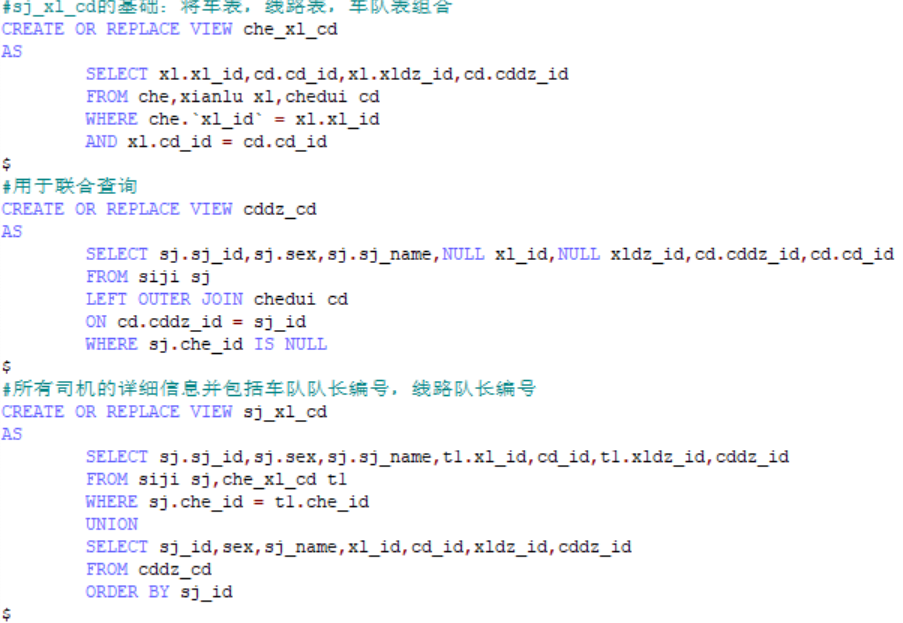 #sj_xl_cd的基础：将车表，线路表，车队表组合
CREATE OR REPLACE VIEW che_xl_cd
AS
SELECT xl.xl_id,cd.cd_id,xl.xldz_id,cd.cddz_id
FROM che,xianlu xl,chedui cd
WHERE che.`xl_id` = xl.xl_id
AND xl.cd_id = cd.cd_id
$
#用于联合查询
CREATE OR REPLACE VIEW cddz_cd
AS
SELECT sj.sj_id,sj.sex,sj.sj_name,NULL xl_id,NULL xldz_id,cd.cddz_id,cd.cd_id
FROM siji sj
LEFT OUTER JOIN chedui cd
ON cd.cddz_id = sj_id
WHERE sj.che_id IS NULL
$
#所有司机的详细信息并包括车队队长编号，线路队长编号
CREATE OR REPLACE VIEW sj_xl_cd
AS
SELECT sj.sj_id,sj.sex,sj.sj_name,t1.xl_id,cd_id,t1.xldz_id,cddz_id
FROM siji sj,che_xl_cd t1
WHERE sj.che_id = t1.che_id
UNION
SELECT sj_id,sex,sj_name,xl_id,cd_id,xldz_id,cddz_id
FROM cddz_cd
ORDER BY sj_id
$